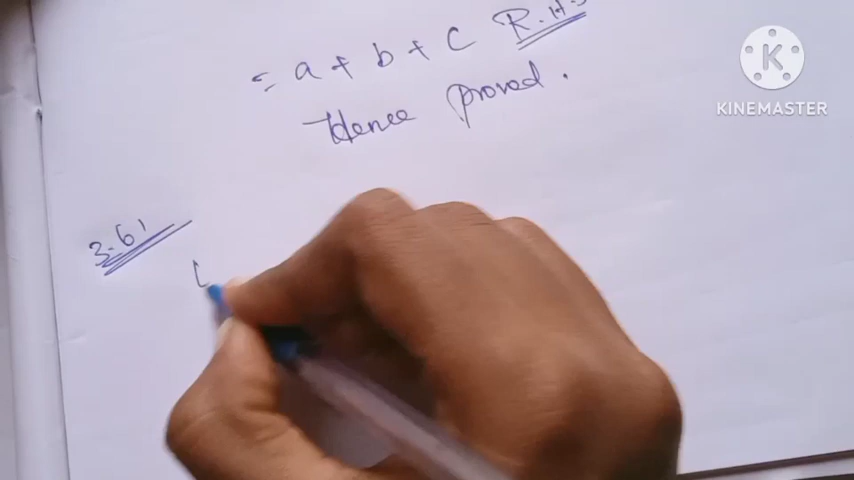 = a + b + c R.H.S
Hence proved.
3.61
L
KINEMASTER